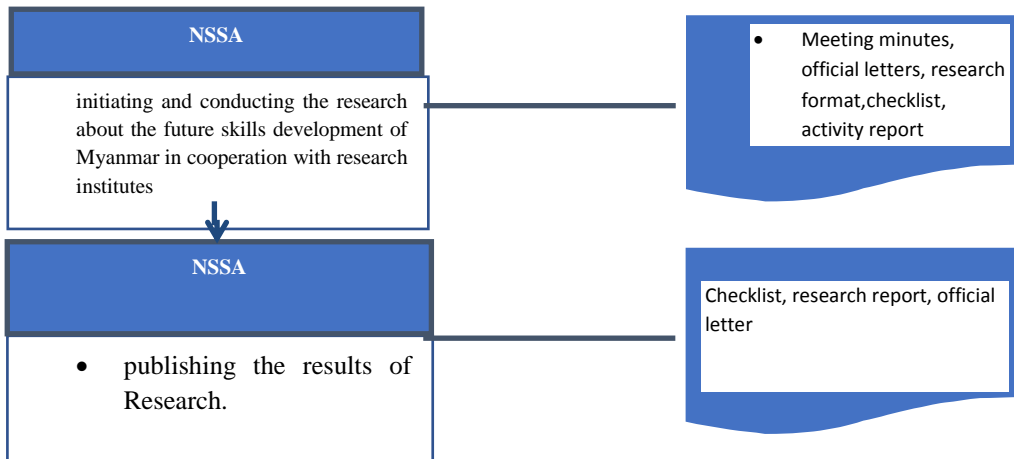 NSSA
initiating and conducting the research
about the future skills development of
Myanmar in cooperation with research
institutes
• Meeting minutes,
official letters, research
format,checklist,
activity report
NSSA
• publishing the results of
Research.
Checklist, research report, official
letter